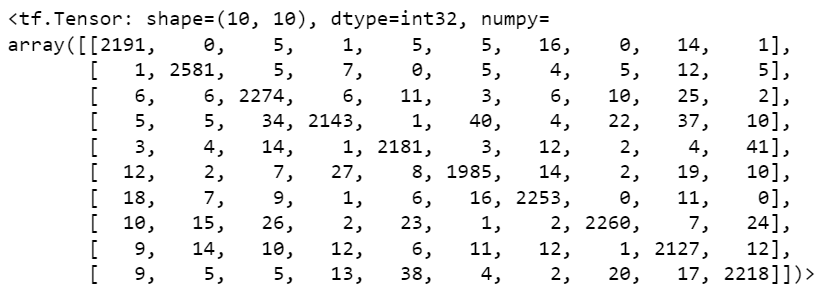 <tf.Tensor: shape=(10, 10), dtype=int32, numpy=
array([[2191,    0,    5,    1,    5,    5,   16,    0,   14,    1],
       [   1, 2581,    5,    7,    0,    5,    4,    5,   12,    5],
       [   6,    6, 2274,    6,   11,    3,    6,   10,   25,    2],
       [   5,    5,   34, 2143,    1,   40,    4,   22,   37,   10],
       [   3,    4,   14,    1, 2181,    3,   12,    2,    4,   41],
       [  12,    2,    7,   27,    8, 1985,   14,    2,   19,   10],
       [  18,    7,    9,    1,    6,   16, 2253,    0,   11,    0],
       [  10,   15,   26,    2,   23,    1,    2, 2260,    7,   24],
       [   9,   14,   10,   12,    6,   11,   12,    1, 2127,   12],
       [   9,    5,    5,   13,   38,    4,    2,   20,   17, 2218]])>